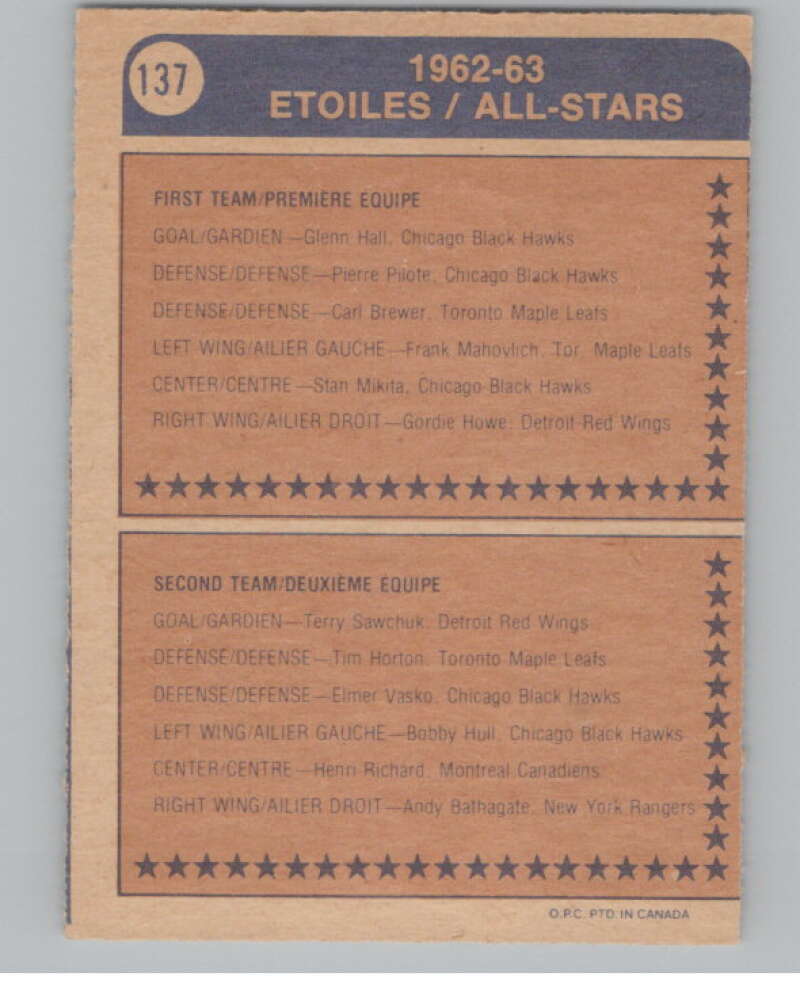 137
1962-63
ETOILES / ALL-STARS
FIRST TEAM/PREMIÈRE ÉQUIPE
GOAL/GARDIEN—Glenn Hall, Chicago Black Hawks
DEFENSE/DEFENSE—Pierre Pilote, Chicago Black Hawks
DEFENSE/DEFENSE—Carl Brewer, Toronto Maple Leafs
LEFT WING/AILIER GAUCHE—Frank Mahovlich, Tor. Maple Leafs
CENTER/CENTRE—Stan Mikita, Chicago Black Hawks
RIGHT WING/AILIER DROIT—Gordie Howe, Detroit Red Wings
SECOND TEAM/DEUXIÈME ÉQUIPE
GOAL/GARDIEN—Terry Sawchuk, Detroit Red Wings
DEFENSE/DEFENSE—Tim Horton, Toronto Maple Leafs
DEFENSE/DEFENSE—Elmer Vasko, Chicago Black Hawks
LEFT WING/AILIER GAUCHE—Bobby Hull, Chicago Black Hawks
CENTER/CENTRE—Henri Richard, Montreal Canadiens
RIGHT WING/AILIER DROIT—Andy Bathagate, New York Rangers
O.P.C. PTD. IN CANADA